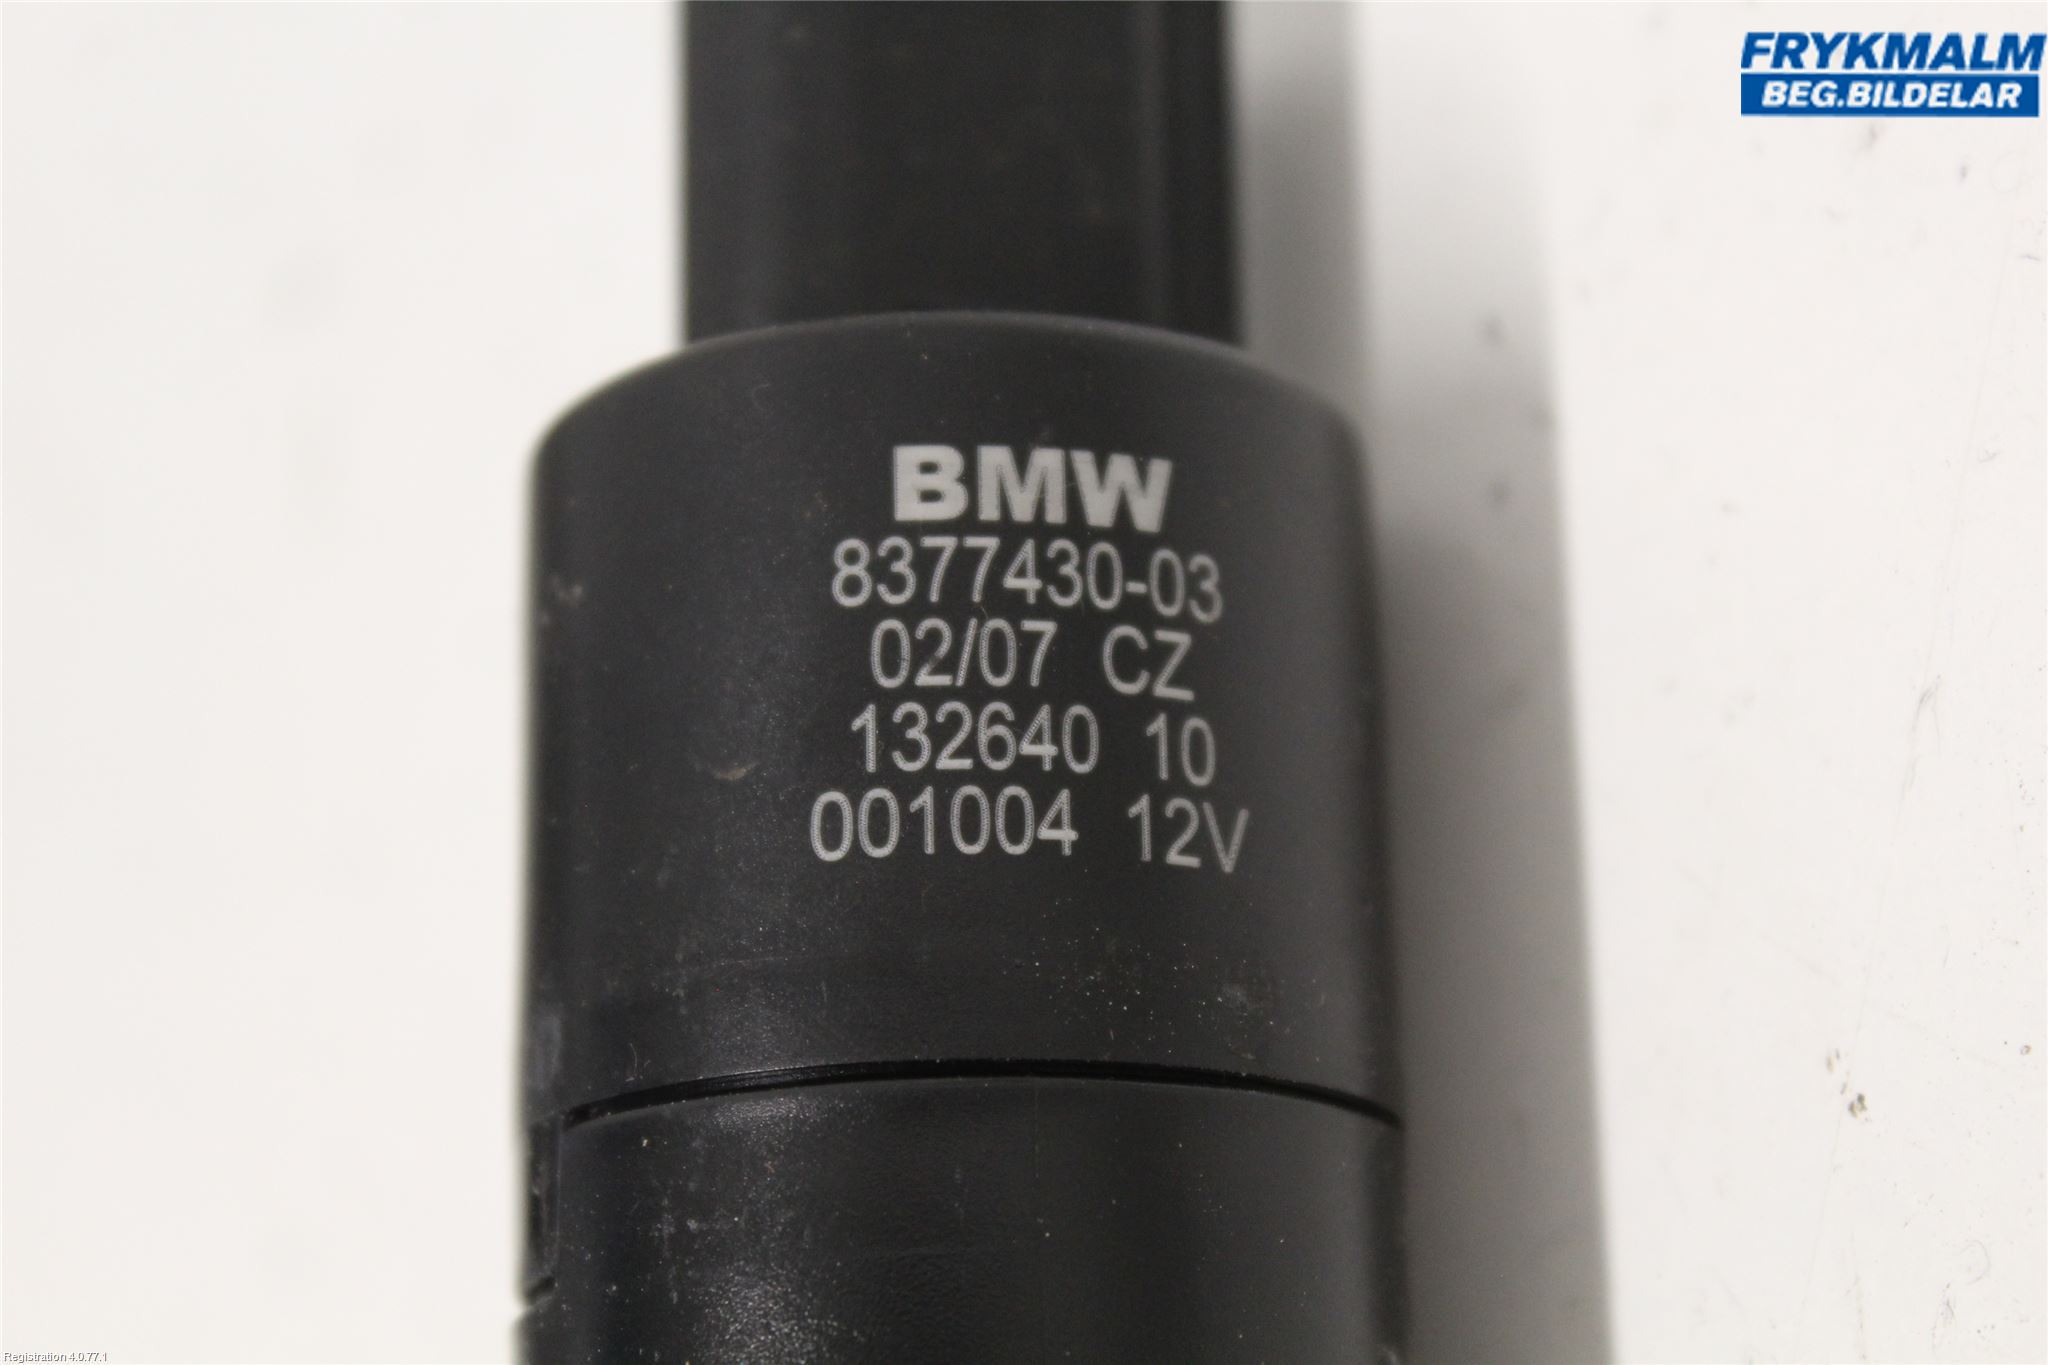 FRYKMALM
BEG.BILDELAR
BMW
8377430-03
02/07 CZ
132640 10
001004 12V
Registration 4.0.77.1